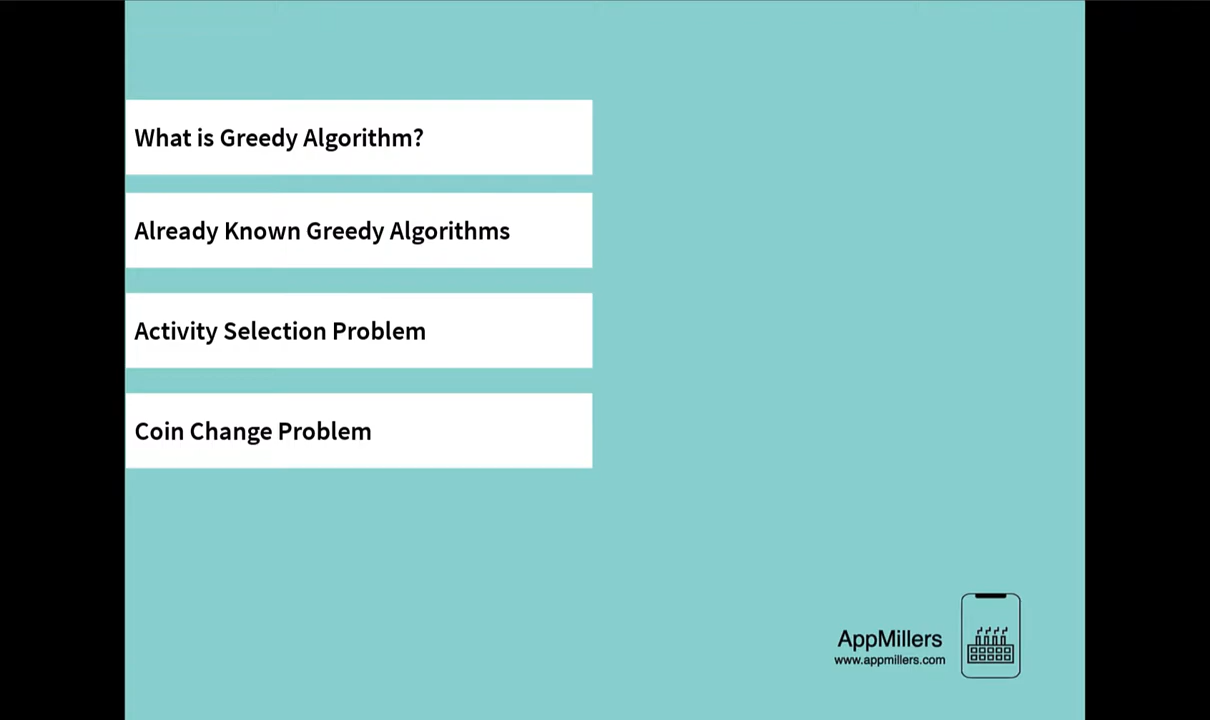 What is Greedy Algorithm?
Already Known Greedy Algorithms
Activity Selection Problem
Coin Change Problem
AppMillers
www.appmillers.com